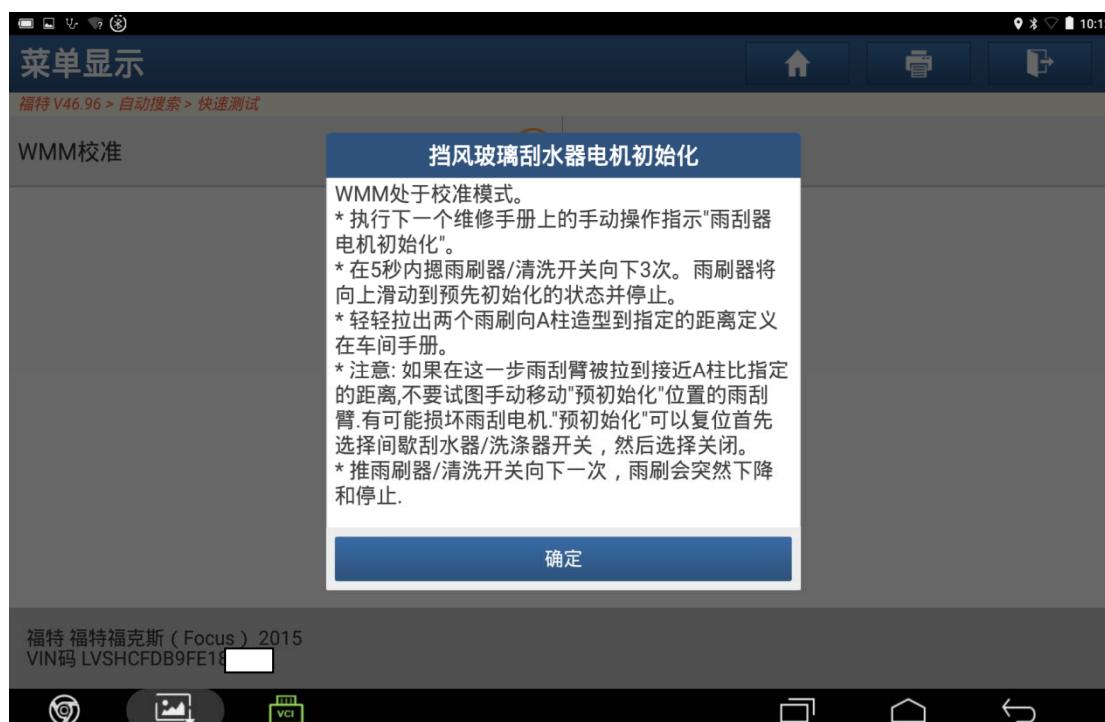 10:1
菜单显示
福特 V46.96 > 自动搜索 > 快速测试
WMM校准
挡风玻璃刮水器电机初始化
WMM处于校准模式。
* 执行下一个维修手册上的手动操作指示"雨刮器
电机初始化"。
* 在5秒内摁雨刷器/清洗开关向下3次。雨刷器将
向上滑动到预先初始化的状态并停止。
* 轻轻拉出两个雨刷向A柱造型到指定的距离定义
在车间手册。
* 注意: 如果在这一步雨刮臂被拉到接近A柱比指定
的距离,不要试图手动移动"预初始化"位置的雨刮
臂.有可能损坏雨刮电机."预初始化"可以复位首先
选择间歇刮水器/洗涤器开关，然后选择关闭。
* 推雨刷器/清洗开关向下一次，雨刷会突然下降
和停止.
确定
福特 福特福克斯（Focus） 2015
VIN码 LVSHCFDB9FE18
VCI